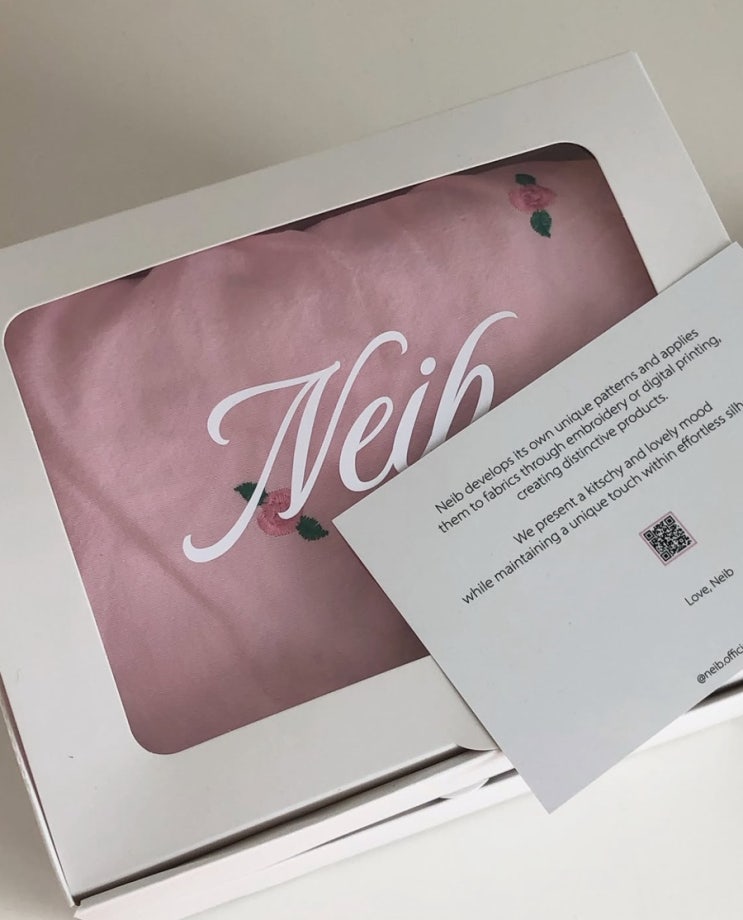 Neib
Neib develops its own unique patterns and applies
them to fabrics through embroidery or digital printing,
creating distinctive products.
We present a kitschy and lovely mood
while maintaining a unique touch within effortless
Love, Neib